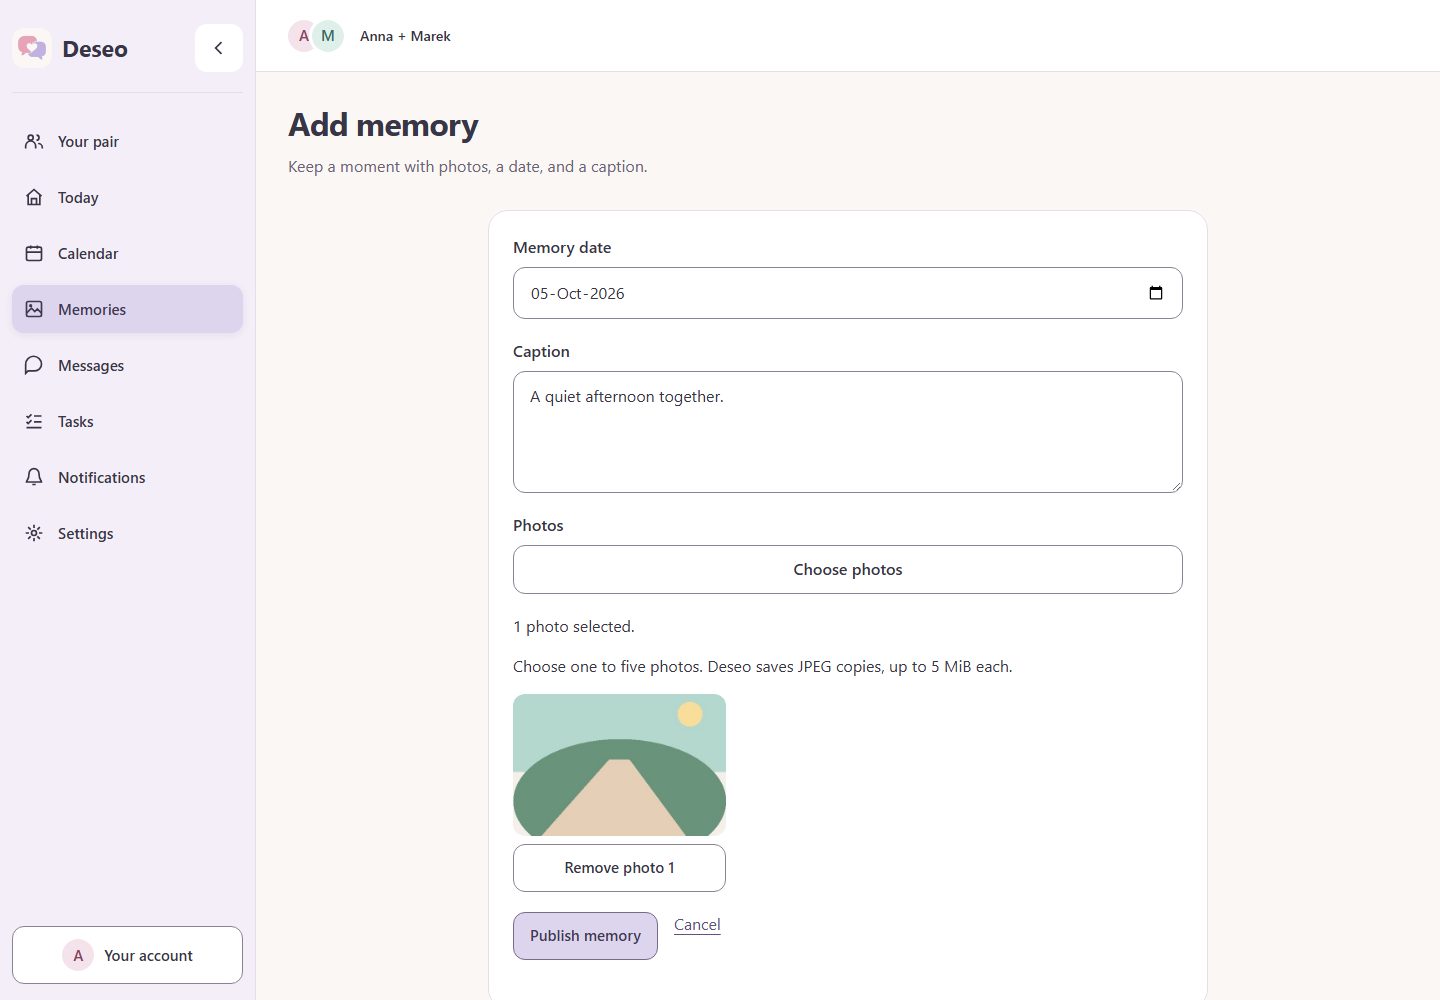 Deseo
Your pair
Today
Calendar
Memories
Messages
Tasks
Notifications
Settings
A Your account
A M Anna + Marek
Add memory
Keep a moment with photos, a date, and a caption.
Memory date
05-Oct-2026
Caption
A quiet afternoon together.
Photos
Choose photos
1 photo selected.
Choose one to five photos. Deseo saves JPEG copies, up to 5 MiB each.
Remove photo 1
Publish memory Cancel